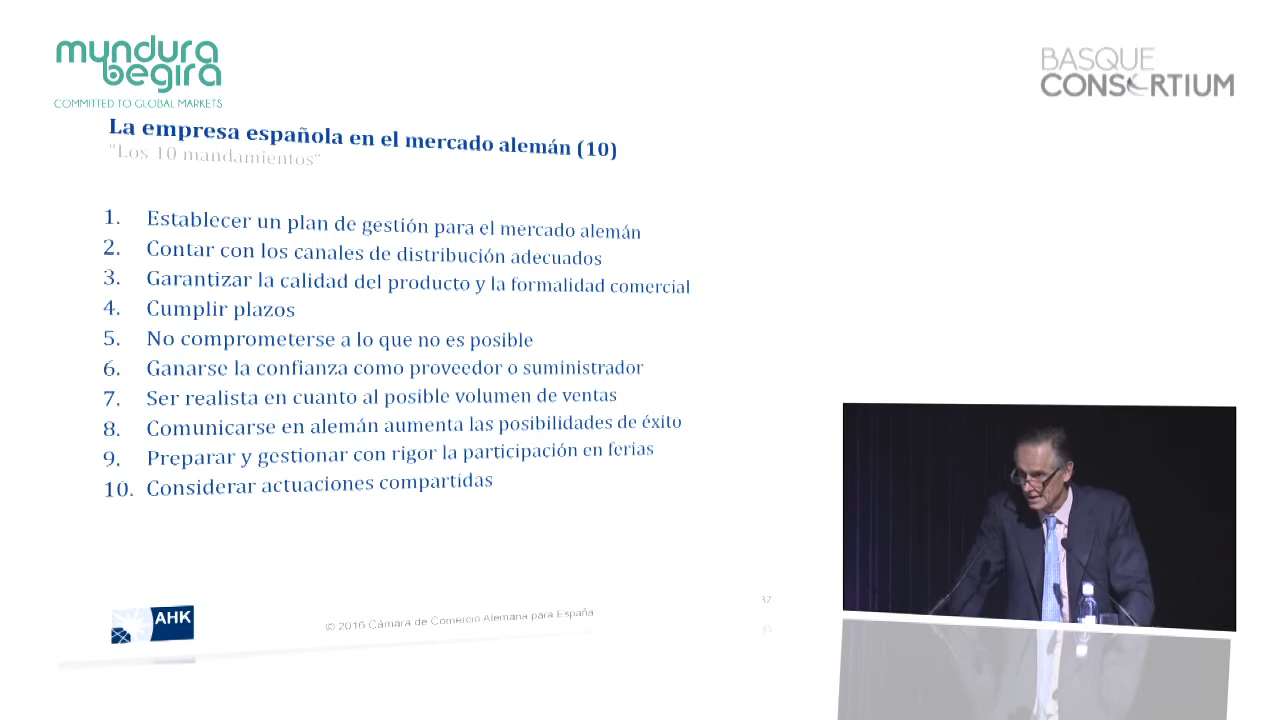 mundura
begira
COMMITTED TO GLOBAL MARKETS
BASQUE
CONSORTIUM
La empresa española en el mercado alemán (10)
"Los 10 mandamientos"
1. Establecer un plan de gestión para el mercado alemán
2. Contar con los canales de distribución adecuados
3. Garantizar la calidad del producto y la formalidad comercial
4. Cumplir plazos
5. No comprometerse a lo que no es posible
6. Ganarse la confianza como proveedor o suministrador
7. Ser realista en cuanto al posible volumen de ventas
8. Comunicarse en alemán aumenta las posibilidades de éxito
9. Preparar y gestionar con rigor la participación en ferias
10. Considerar actuaciones compartidas
AHK
© 2016 Cámara de Comercio Alemana para España
32